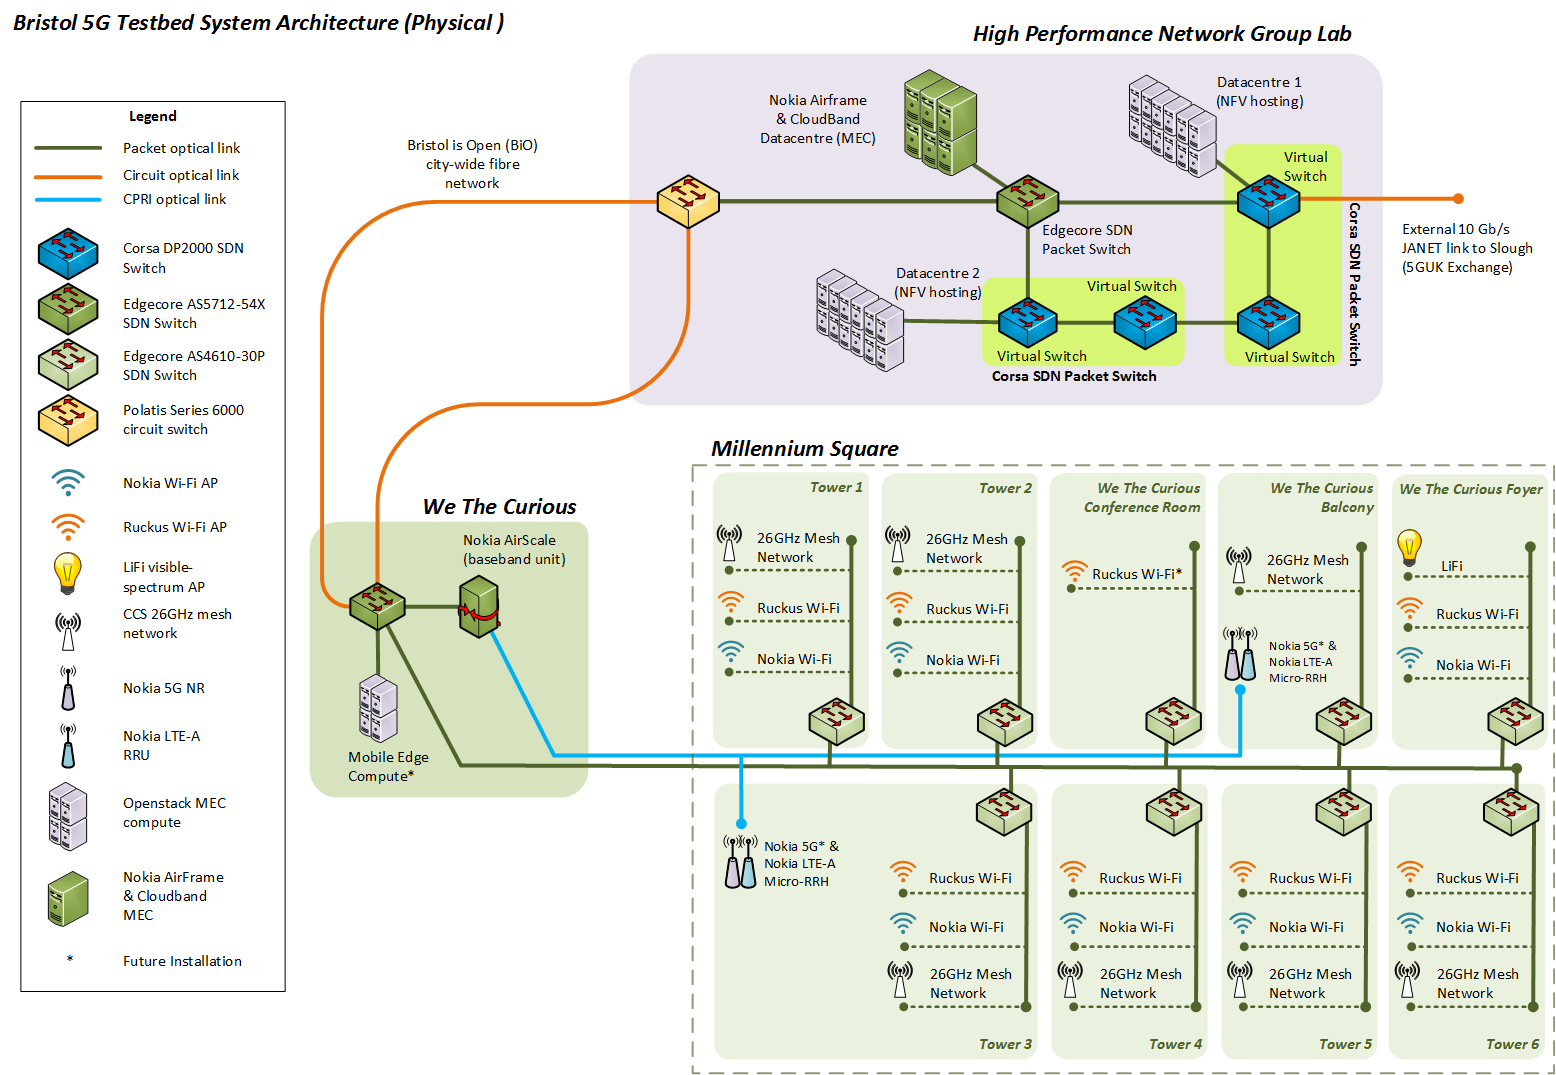 Bristol 5G Testbed System Architecture (Physical )
High Performance Network Group Lab
Legend
Packet optical link
Circuit optical link
CPRI optical link
Corsa DP2000 SDN
Switch
Edgecore AS5712-54X
SDN Switch
Edgecore AS4610-30P
SDN Switch
Polatis Series 6000
circuit switch
Nokia Wi-Fi AP
Ruckus Wi-Fi AP
LiFi visible-
spectrum AP
CCS 26GHz mesh
network
Nokia 5G NR
Nokia LTE-A
RRU
Openstack MEC
compute
Nokia AirFrame
& Cloudband
MEC
*
Future Installation
Bristol is Open (BiO)
city-wide fibre
network
Nokia Airframe
& CloudBand
Datacentre (MEC)
Datacentre 1
(NFV hosting)
Virtual
Switch
Edgecore SDN
Packet Switch
Corsa SDN Packet Switch
External 10 Gb/s
JANET link to Slough
(5GUK Exchange)
Datacentre 2
(NFV hosting)
Virtual Switch
Virtual Switch
Virtual Switch
Corsa SDN Packet Switch
We The Curious
Nokia AirScale
(baseband unit)
Mobile Edge
Compute*
Millennium Square
Tower 1
26GHz Mesh
Network
Ruckus Wi-Fi
Nokia Wi-Fi
Tower 2
26GHz Mesh
Network
Ruckus Wi-Fi
Nokia Wi-Fi
We The Curious
Conference Room
Ruckus Wi-Fi*
We The Curious
Balcony
26GHz Mesh
Network
Nokia 5G* &
Nokia LTE-A
Micro-RRH
We The Curious Foyer
LiFi
Ruckus Wi-Fi
Nokia Wi-Fi
Nokia 5G* &
Nokia LTE-A
Micro-RRH
Ruckus Wi-Fi
Nokia Wi-Fi
26GHz Mesh
Network
Tower 3
Ruckus Wi-Fi
Nokia Wi-Fi
26GHz Mesh
Network
Tower 4
Ruckus Wi-Fi
Nokia Wi-Fi
26GHz Mesh
Network
Tower 5
Ruckus Wi-Fi
Nokia Wi-Fi
26GHz Mesh
Network
Tower 6